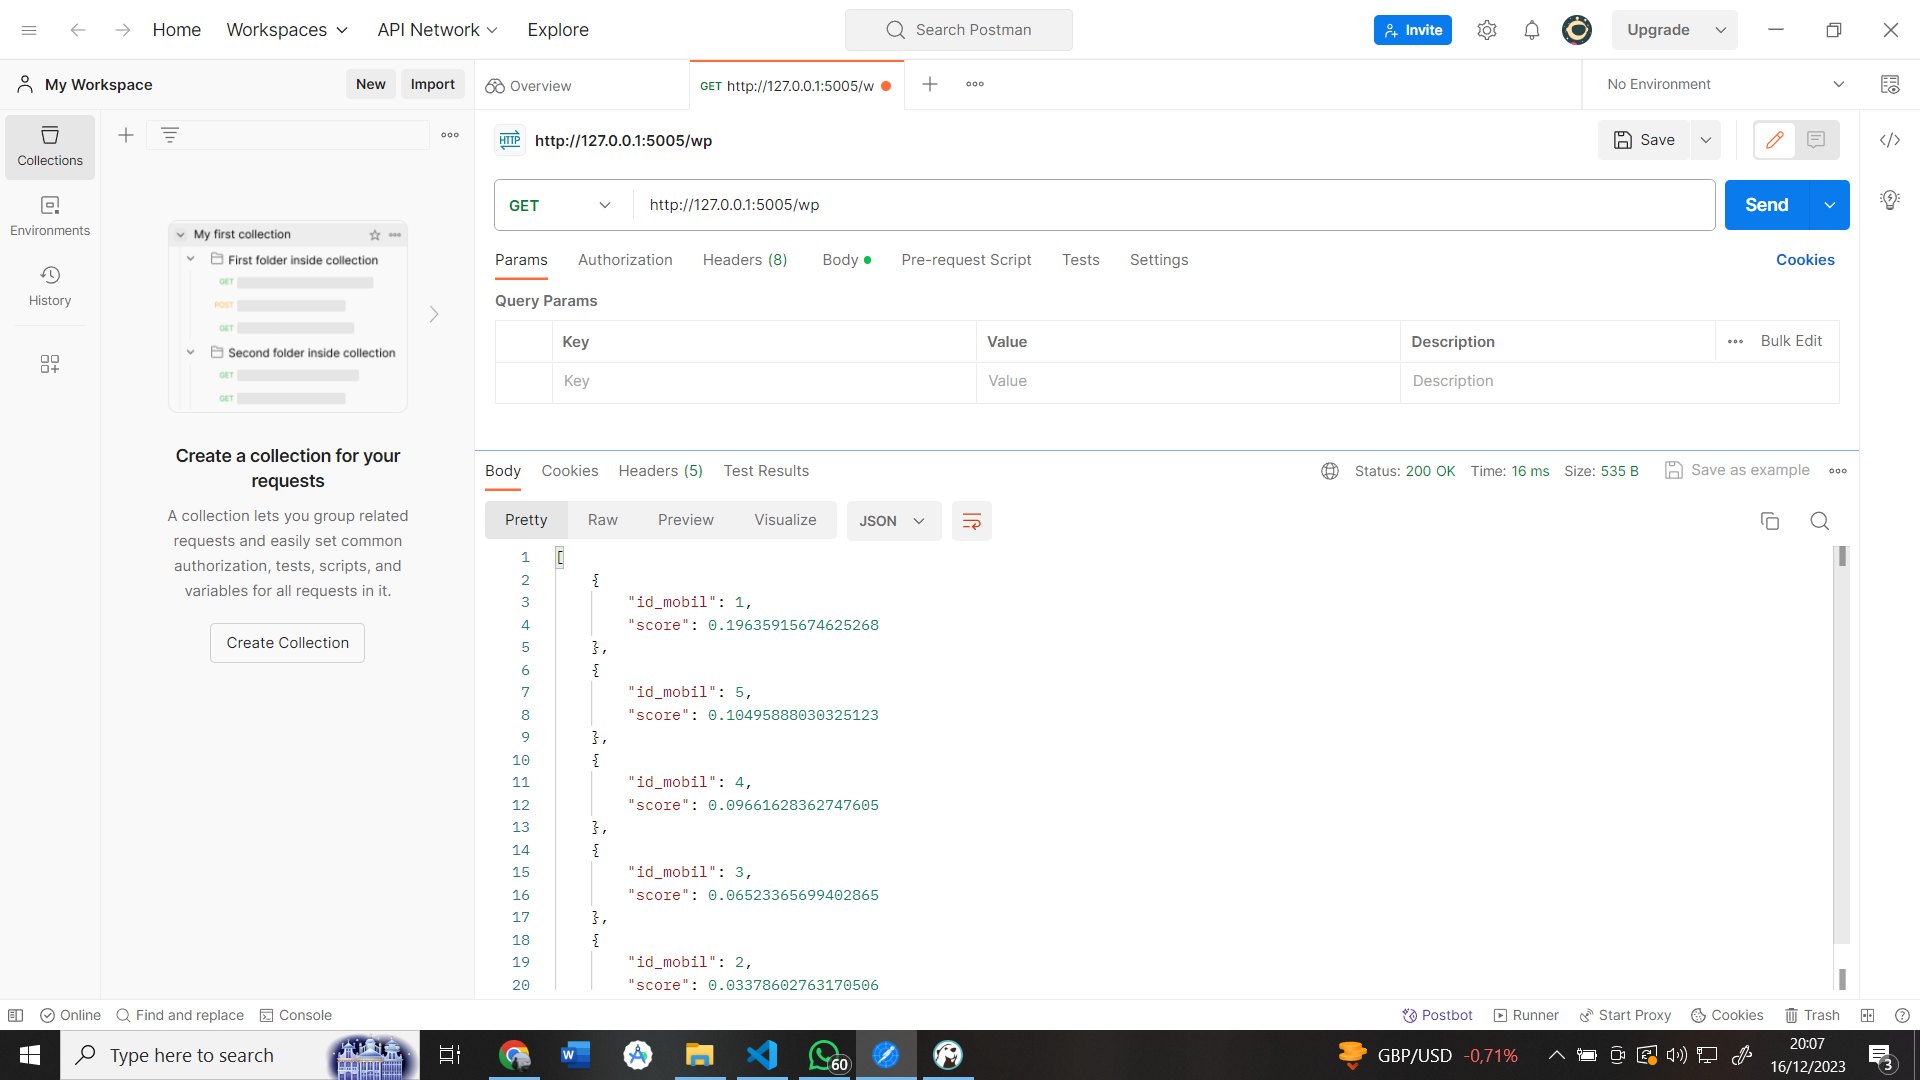 Home Workspaces API Network Explore Search Postman Invite Upgrade
My Workspace New Import Overview GET http://127.0.0.1:5005/w No Environment
Collections
Environments
History
My first collection
First folder inside collection
GET
POST
GET
Second folder inside collection
GET
GET
Create a collection for your
requests
A collection lets you group related
requests and easily set common
authorization, tests, scripts, and
variables for all requests in it.
Create Collection
HTTP http://127.0.0.1:5005/wp Save
GET http://127.0.0.1:5005/wp Send
Params Authorization Headers (8) Body Pre-request Script Tests Settings Cookies
Query Params
Key Value Description Bulk Edit
Key Value Description
Body Cookies Headers (5) Test Results Status: 200 OK Time: 16 ms Size: 535 B Save as example
Pretty Raw Preview Visualize JSON
1 [
2 {
3 "id_mobil": 1,
4 "score": 0.19635915674625268
5 },
6 {
7 "id_mobil": 5,
8 "score": 0.10495888030325123
9 },
10 {
11 "id_mobil": 4,
12 "score": 0.09661628362747605
13 },
14 {
15 "id_mobil": 3,
16 "score": 0.06523365699402865
17 },
18 {
19 "id_mobil": 2,
20 "score": 0.03378602763170506
Online Find and replace Console Postbot Runner Start Proxy Cookies Trash
Type here to search 60 GBP/USD -0,71% 20:07
16/12/2023 3